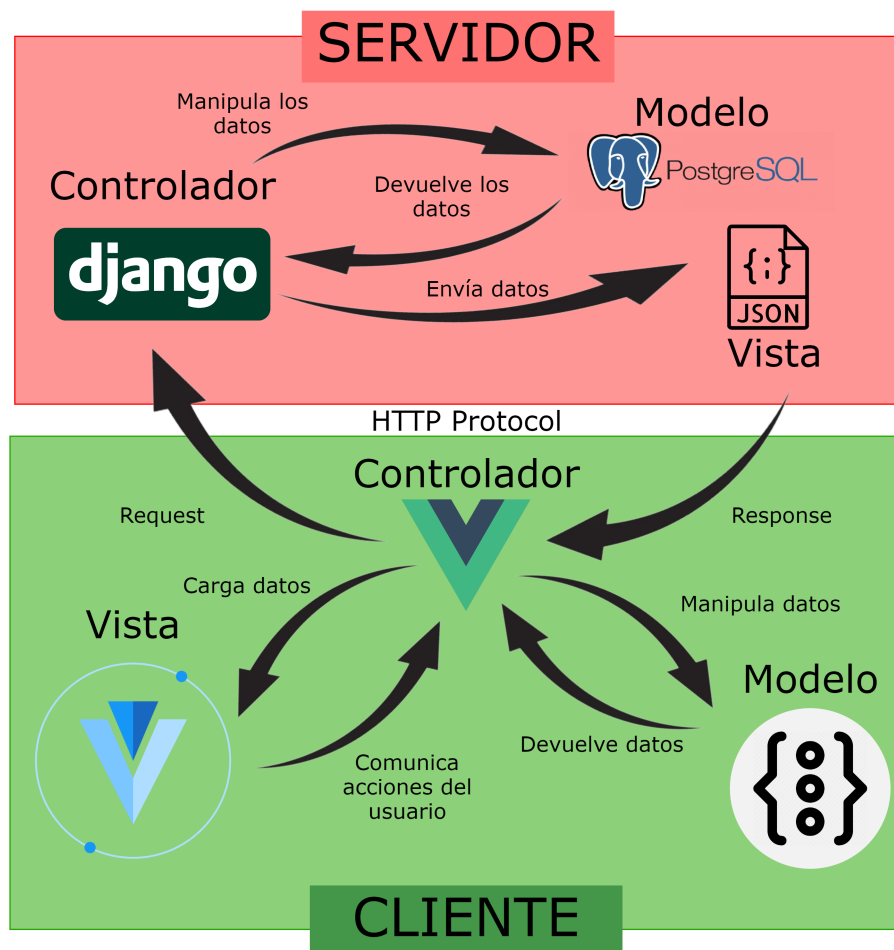 SERVIDOR
Manipula los
datos
Modelo
PostgreSQL
Controlador
Devuelve los
datos
django
Envía datos
{;}
JSON
Vista
HTTP Protocol
Controlador
Request
Response
Carga datos
Manipula datos
Vista
Modelo
Devuelve datos
Comunica
acciones del
usuario
CLIENTE